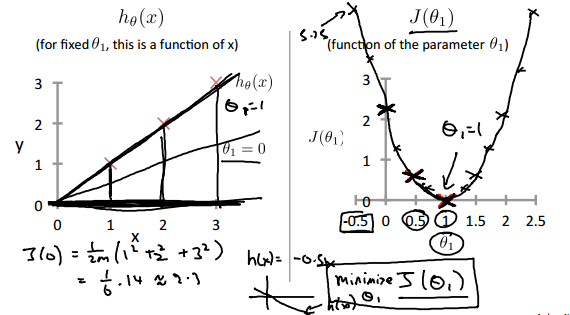 hθ(x)
(for fixed θ₁, this is a function of x)
3
2
1
0
y
0 1 2 3
x
hθ(x)
θ₁=1
θ₁ = 0
J(0) = 1/2m (1² + 2² + 3²)
= 1/6 · 14 ≈ 2.3
J(θ₁)
(function of the parameter θ₁)
5.25
3
2
1
0
J(θ₁)
θ₁=1
-0.5 0 0.5 1 1.5 2 2.5
θ₁
h(x) = -0.5x
h(x)
minimize J(θ₁)
θ₁